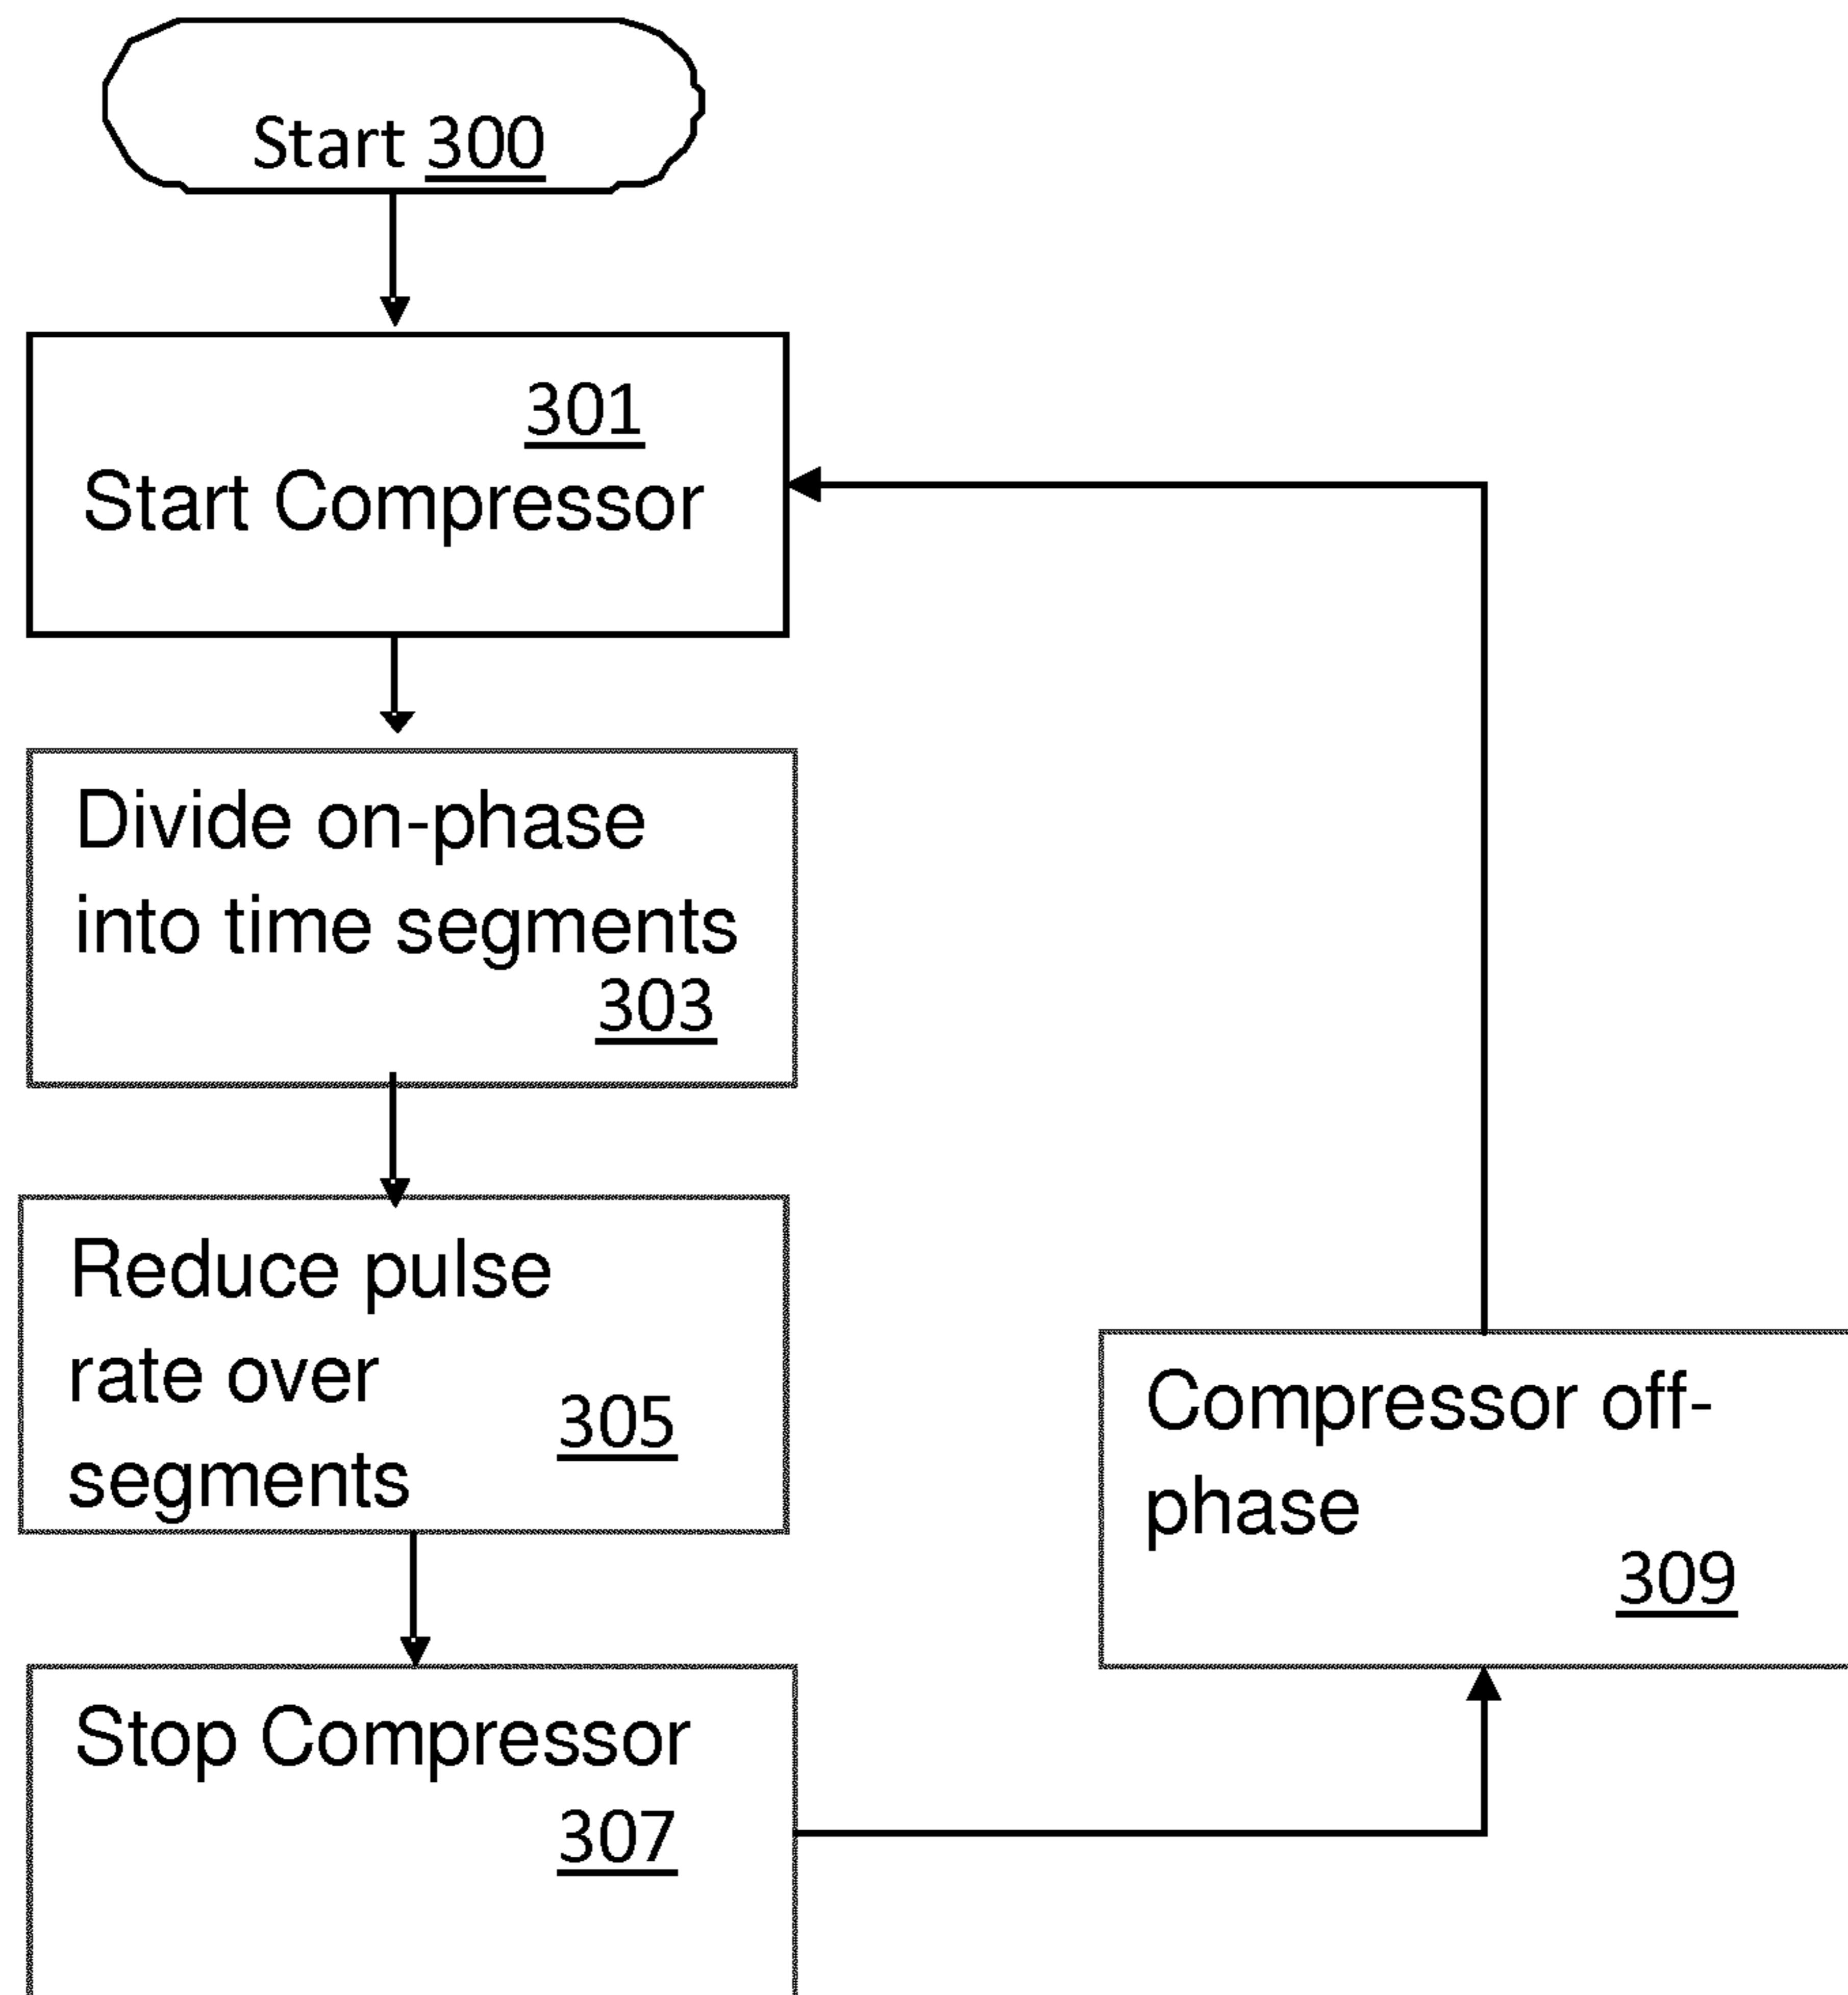 Start 300
301
Start Compressor
Divide on-phase
into time segments
303
Reduce pulse
rate over
305
segments
Stop Compressor
307
Compressor off-
phase
309